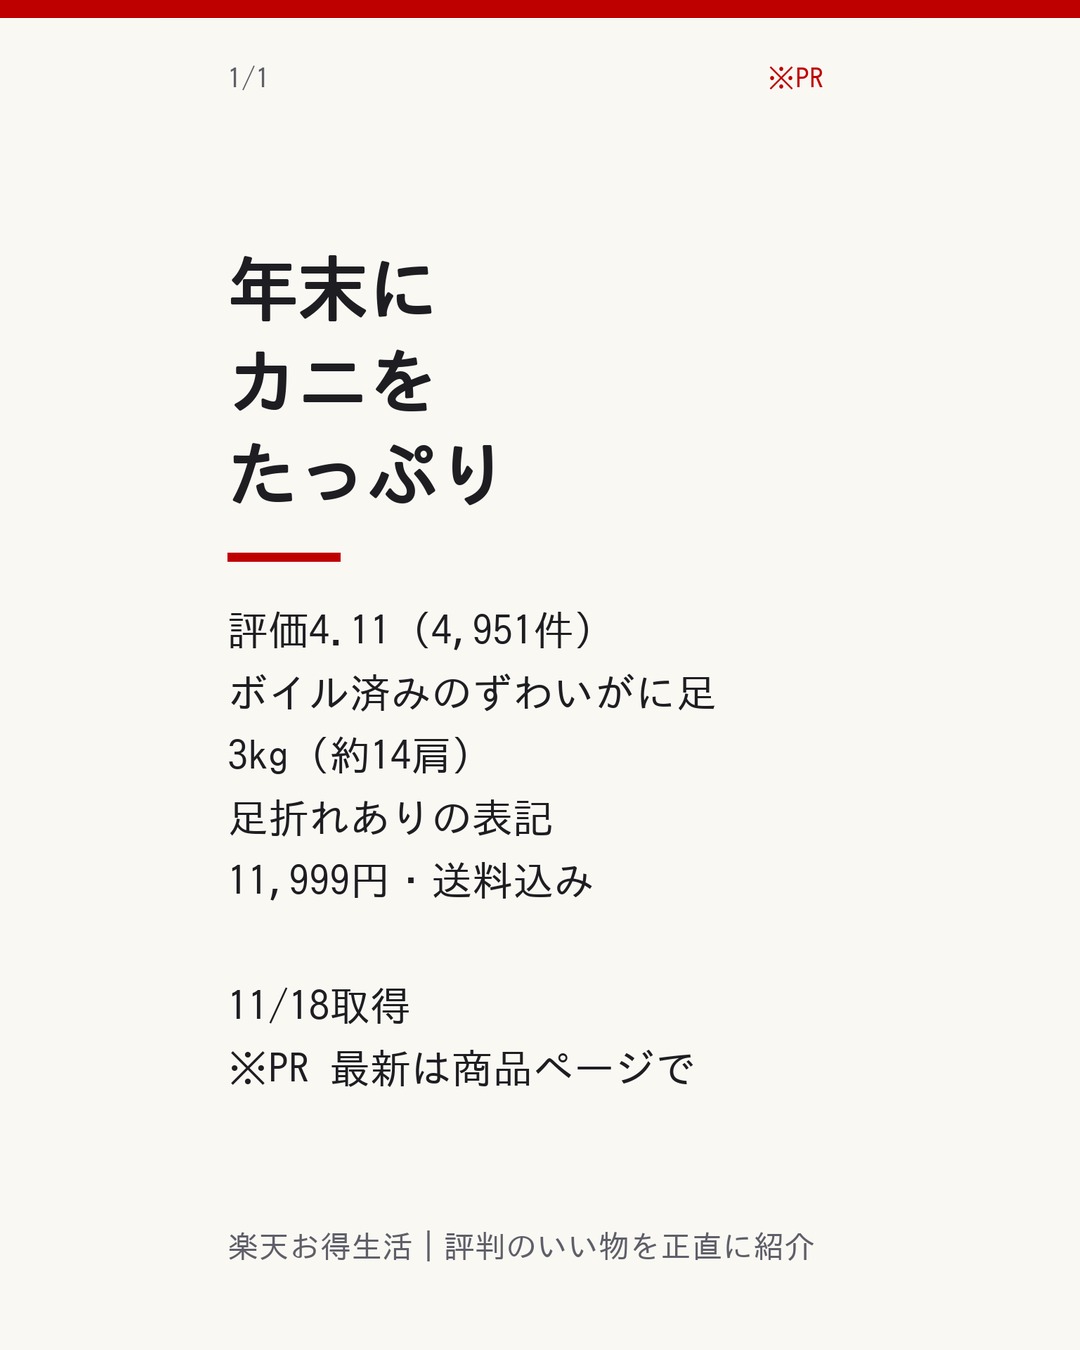 1/1
※PR
年末に
カニを
たっぷり
評価4.11（4,951件）
ボイル済みのずわいがに足
3kg（約14肩）
足折れありの表記
11,999円・送料込み
11/18取得
※PR 最新は商品ページで
楽天お得生活｜評判のいい物を正直に紹介